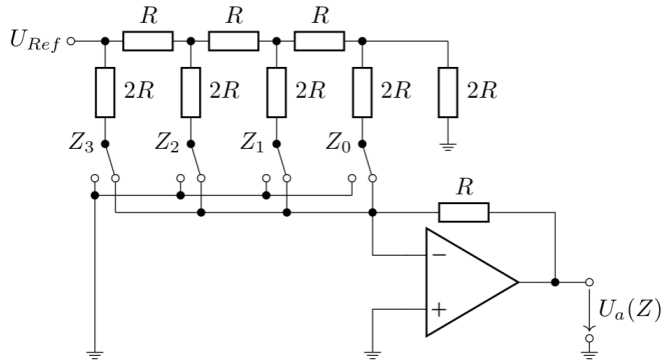 R R R
U_Ref
2R 2R 2R 2R 2R
Z_3 Z_2 Z_1 Z_0
R
−
+
U_a(Z)